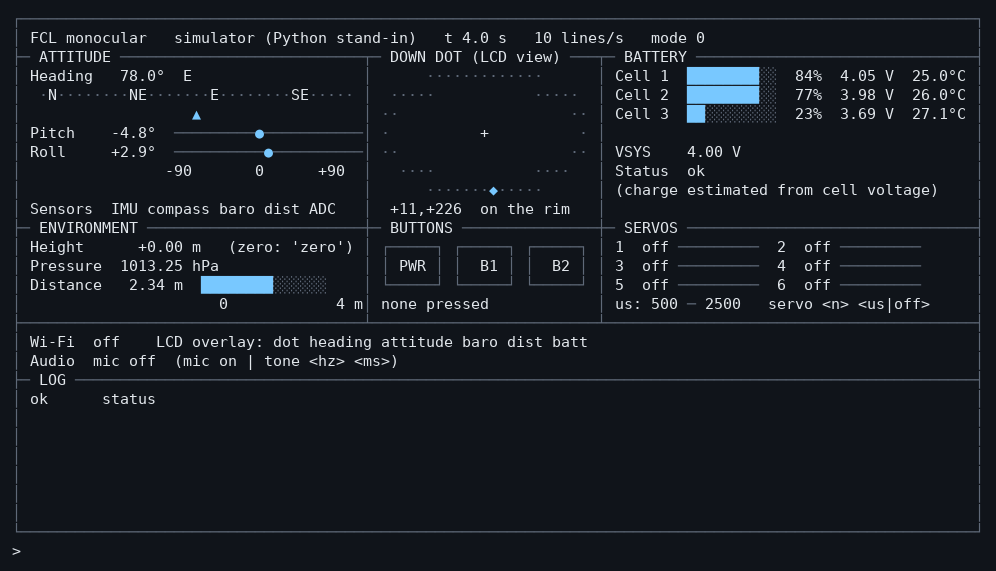 FCL monocular   simulator (Python stand-in)   t 4.0 s   10 lines/s   mode 0
ATTITUDE   DOWN DOT (LCD view)   BATTERY
Heading   78.0°  E   Cell 1   84%  4.05 V  25.0°C
N   NE   E   SE   Cell 2   77%  3.98 V  26.0°C
Cell 3   23%  3.69 V  27.1°C
Pitch    -4.8°   +
Roll     +2.9°   VSYS    4.00 V
-90   0   +90   Status  ok
(charge estimated from cell voltage)
Sensors  IMU compass baro dist ADC   +11,+226  on the rim
ENVIRONMENT   BUTTONS   SERVOS
Height      +0.00 m   (zero: 'zero')   1  off   2  off
Pressure  1013.25 hPa   PWR   B1   B2   3  off   4  off
Distance   2.34 m   5  off   6  off
0   4 m   none pressed   us: 500 ─ 2500   servo <n> <us|off>
Wi-Fi  off    LCD overlay: dot heading attitude baro dist batt
Audio  mic off  (mic on | tone <hz> <ms>)
LOG
ok      status
>